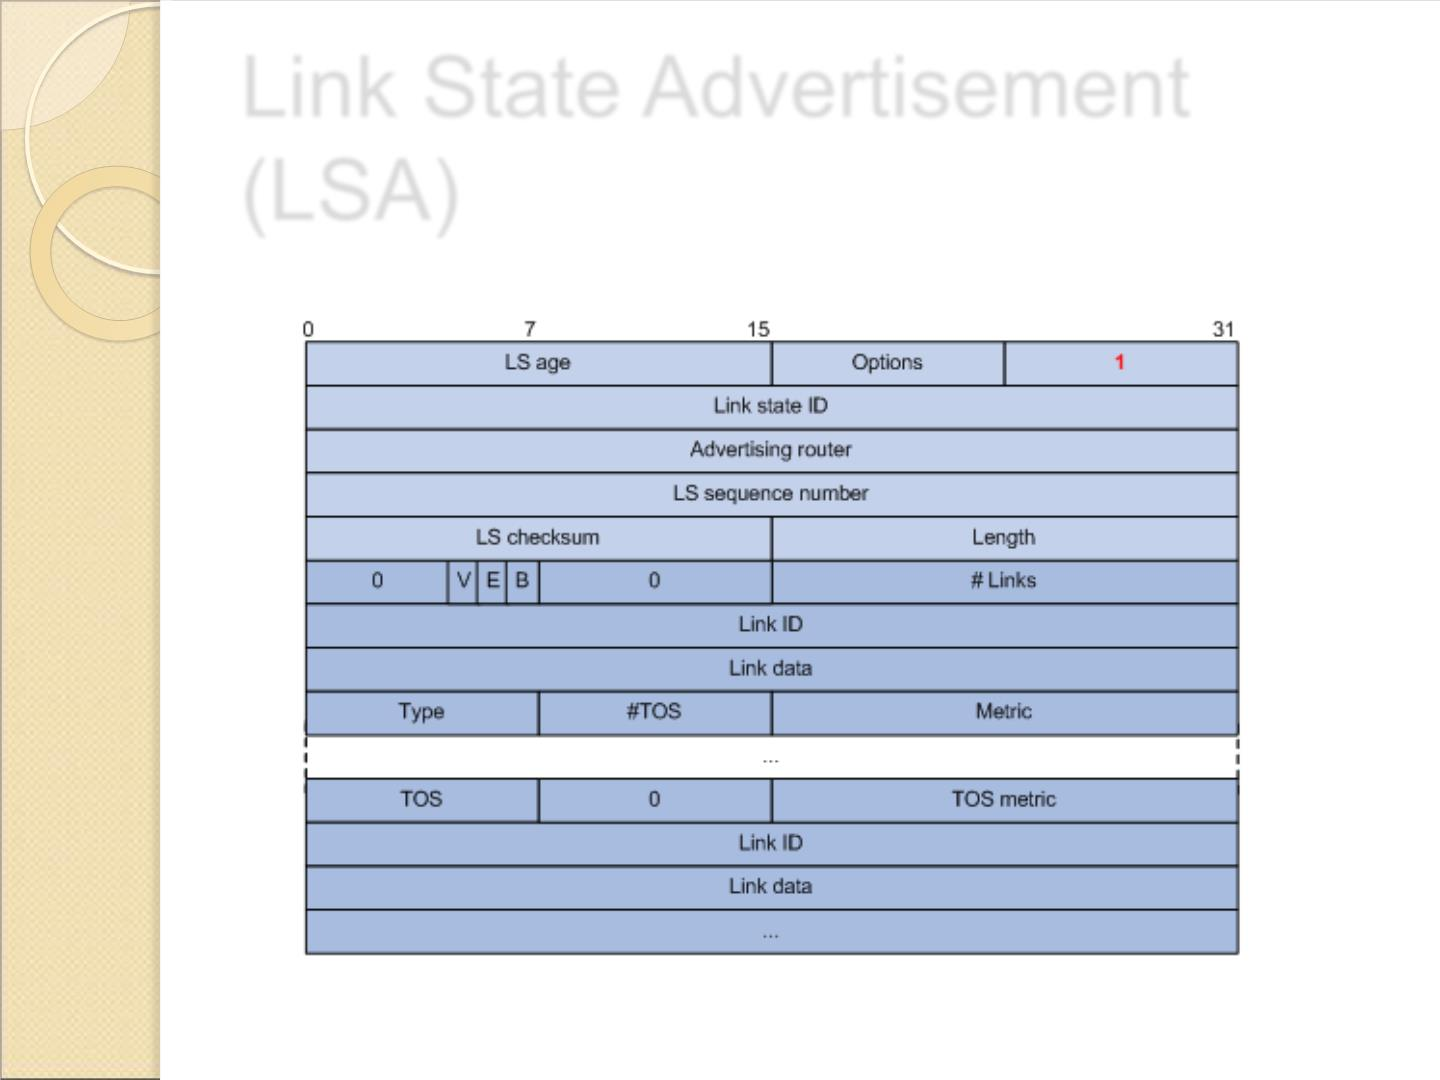 Link State Advertisement
(LSA)
0 7 15 31
LS age Options 1
Link state ID
Advertising router
LS sequence number
LS checksum Length
0 V E B 0 # Links
Link ID
Link data
Type #TOS Metric
...
TOS 0 TOS metric
Link ID
Link data
...